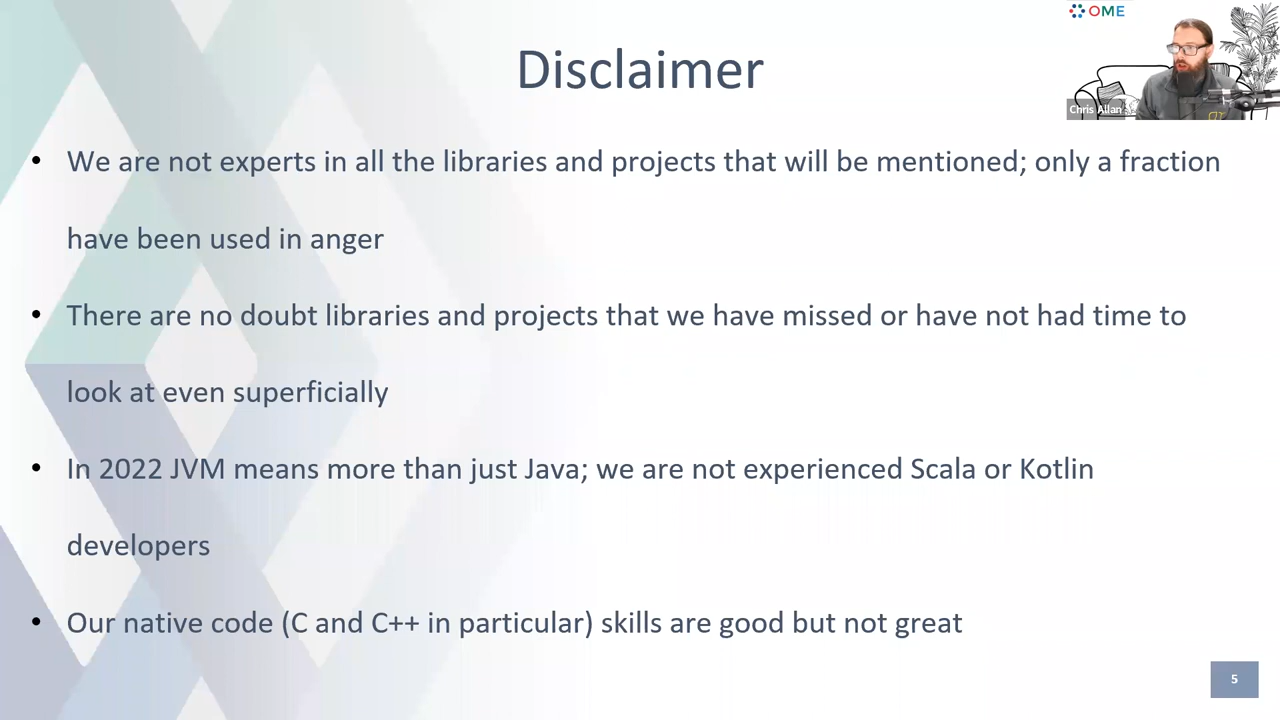 OME
Disclaimer
Chris Allan
• We are not experts in all the libraries and projects that will be mentioned; only a fraction
have been used in anger
• There are no doubt libraries and projects that we have missed or have not had time to
look at even superficially
• In 2022 JVM means more than just Java; we are not experienced Scala or Kotlin
developers
• Our native code (C and C++ in particular) skills are good but not great
5